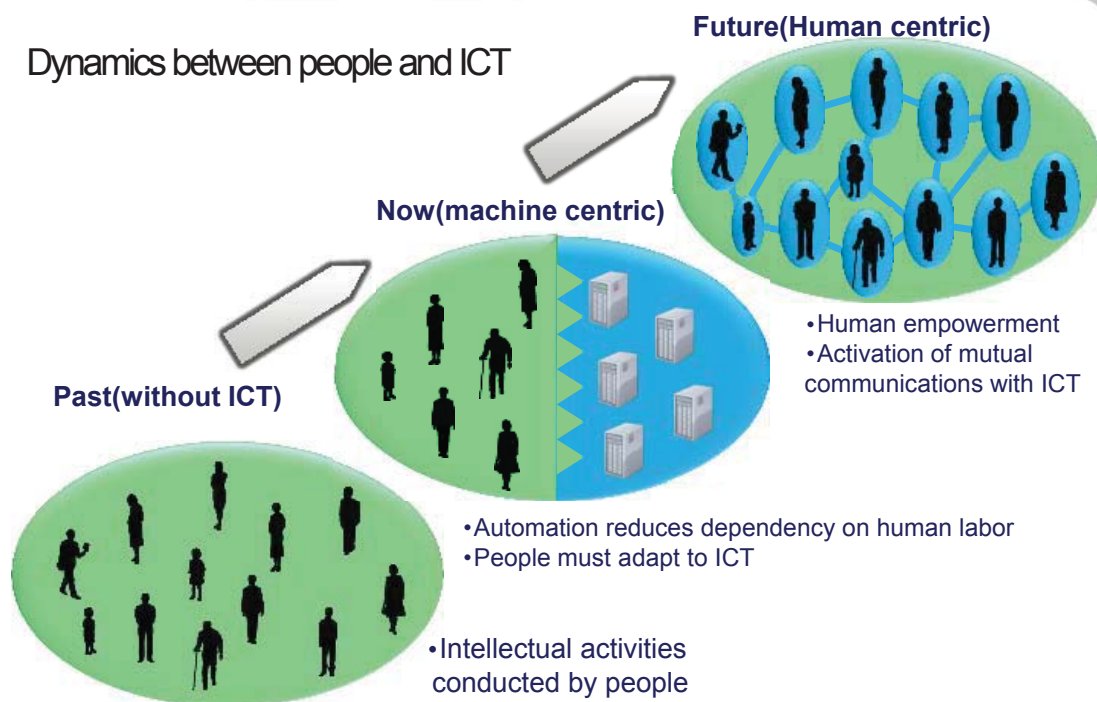 Future(Human centric)
Dynamics between people and ICT
Now(machine centric)
•Human empowerment
•Activation of mutual
communications with ICT
Past(without ICT)
•Automation reduces dependency on human labor
•People must adapt to ICT
•Intellectual activities
conducted by people